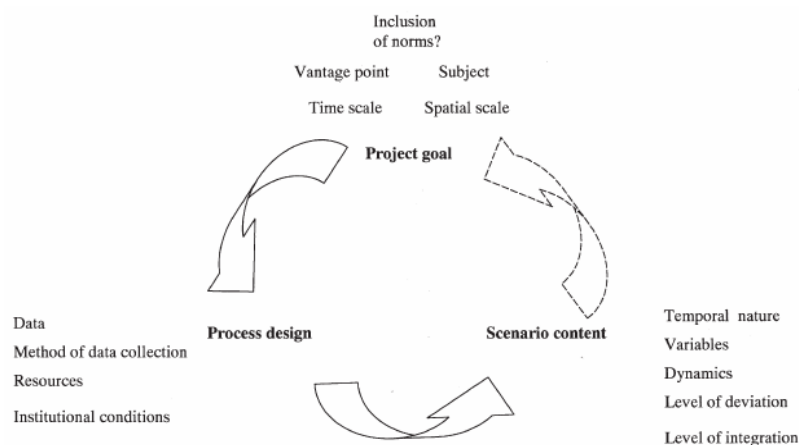 Inclusion
of norms?
Vantage point Subject
Time scale Spatial scale
Project goal
Data
Method of data collection
Resources
Institutional conditions
Process design
Scenario content
Temporal nature
Variables
Dynamics
Level of deviation
Level of integration